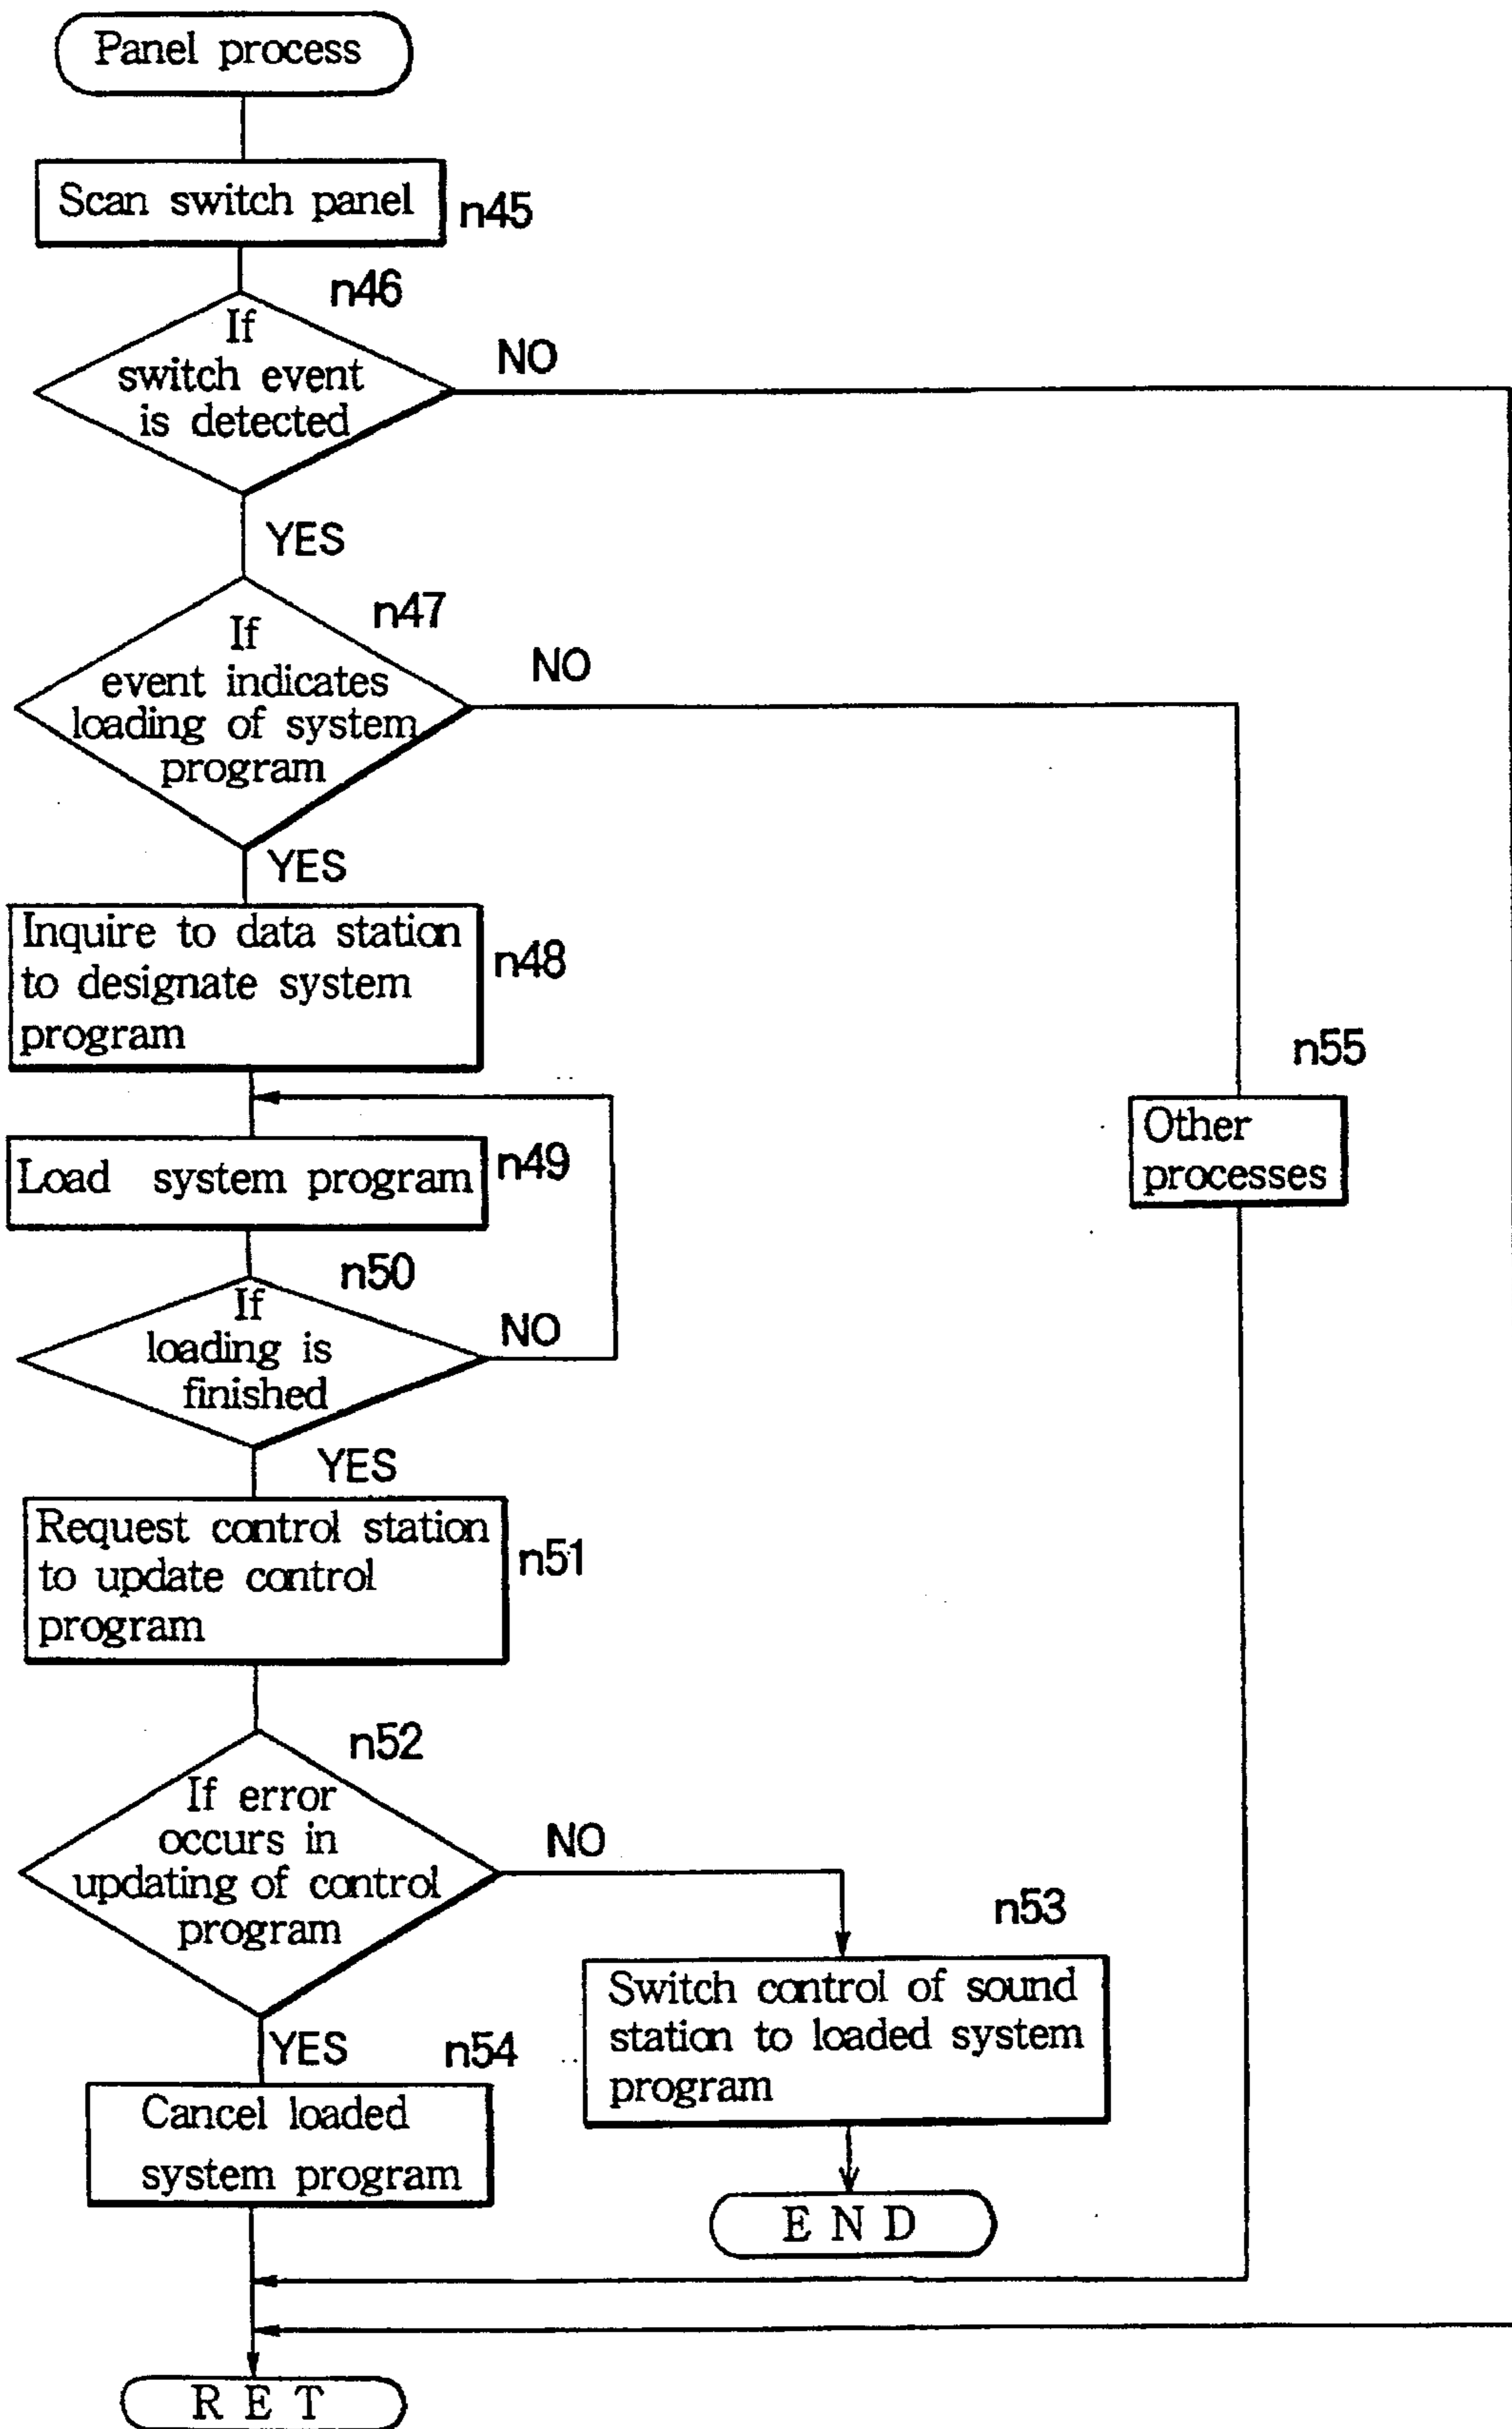 Panel process
Scan switch panel
n45
n46
If
switch event
is detected
NO
YES
n47
If
event indicates
loading of system
program
NO
YES
Inquire to data station
to designate system
program
n48
n55
Other
processes
Load system program
n49
n50
If
loading is
finished
NO
YES
Request control station
to update control
program
n51
n52
If error
occurs in
updating of control
program
NO
n53
Switch control of sound
station to loaded system
program
YES
n54
Cancel loaded
system program
E N D
R E T